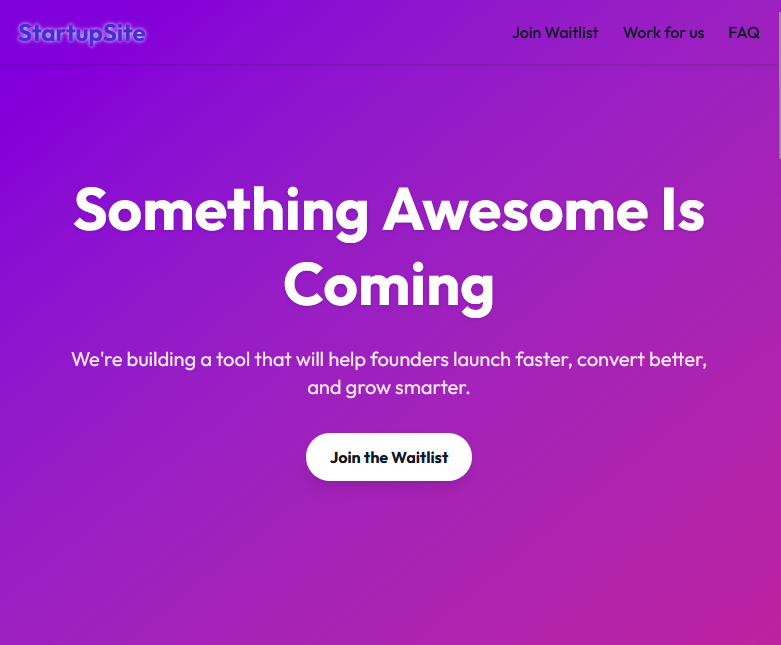 StartupSite
Join Waitlist
Work for us
FAQ
Something Awesome Is
Coming
We're building a tool that will help founders launch faster, convert better,
and grow smarter.
Join the Waitlist